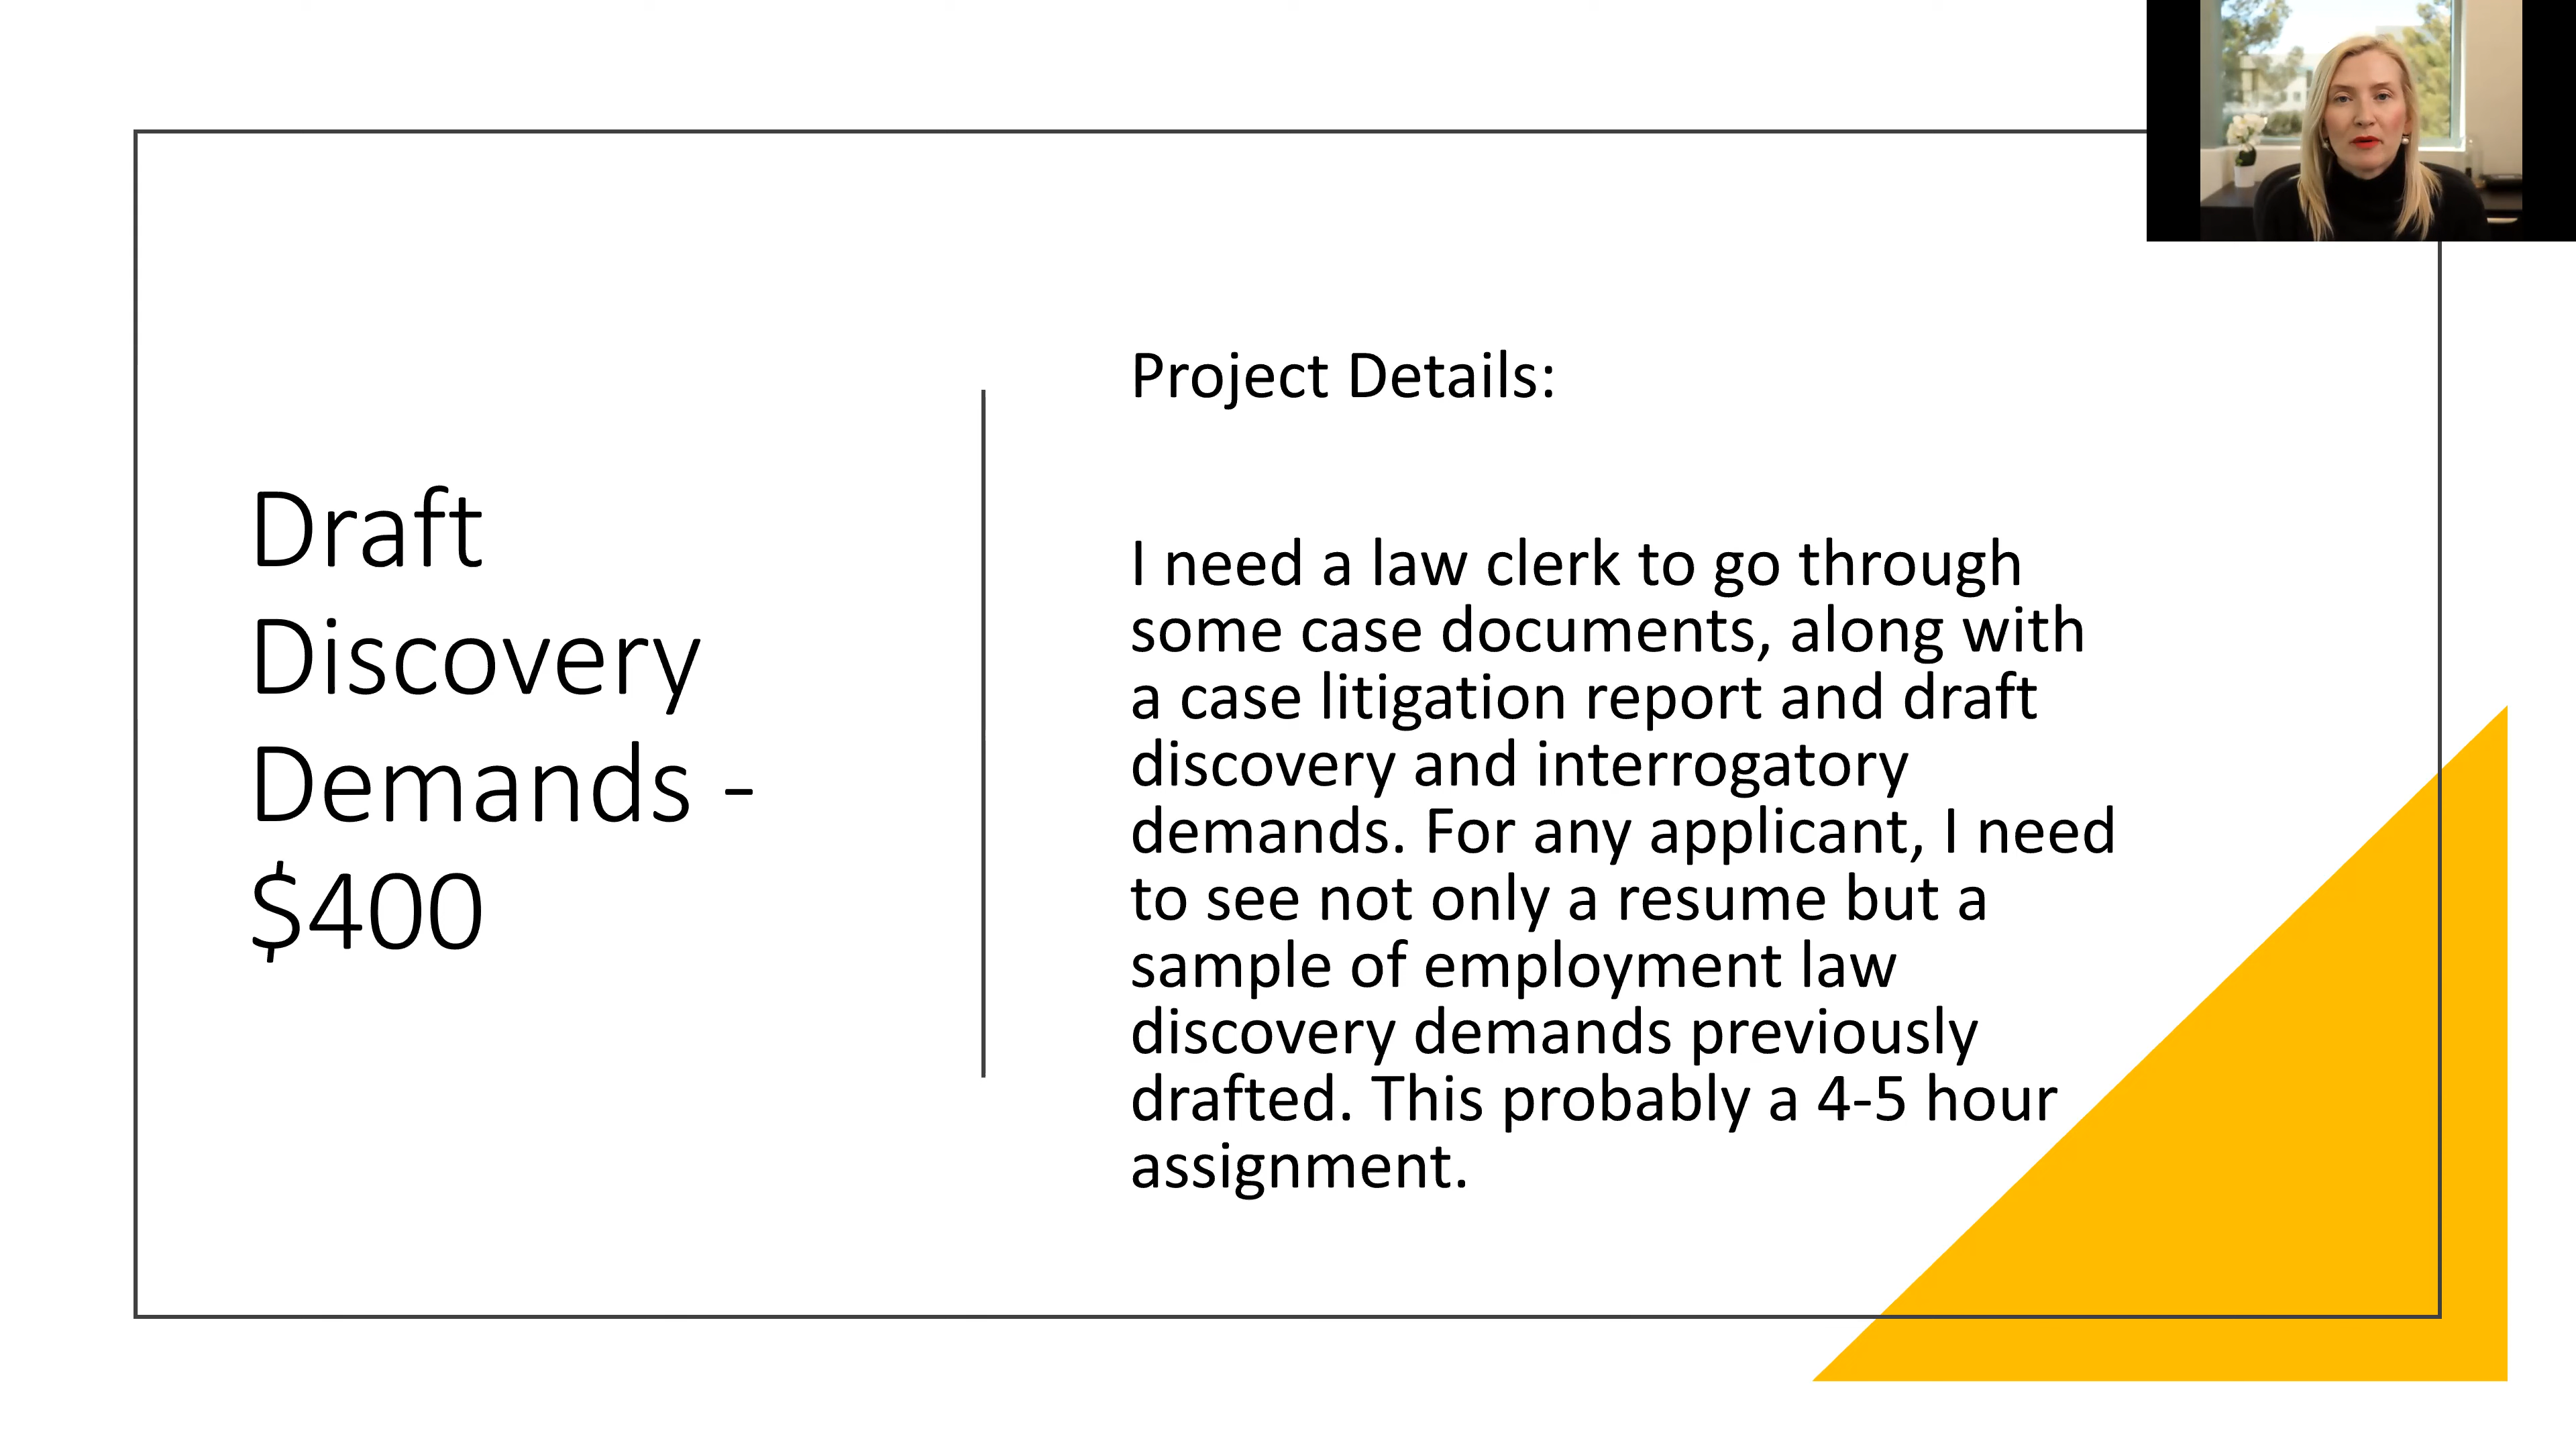 Draft
Discovery
Demands -
$400
Project Details:
I need a law clerk to go through
some case documents, along with
a case litigation report and draft
discovery and interrogatory
demands. For any applicant, I need
to see not only a resume but a
sample of employment law
discovery demands previously
drafted. This probably a 4-5 hour
assignment.